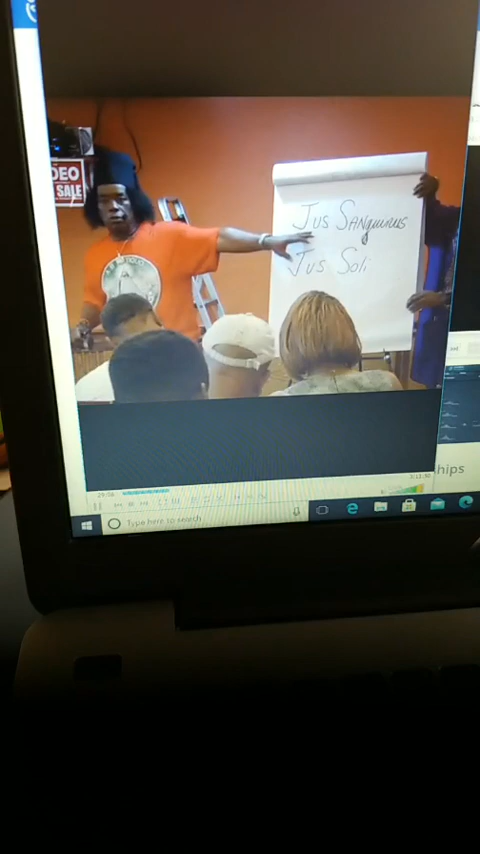 DEO
SALE
Jus Sanguinus
Jus Soli
hips
Type here to search